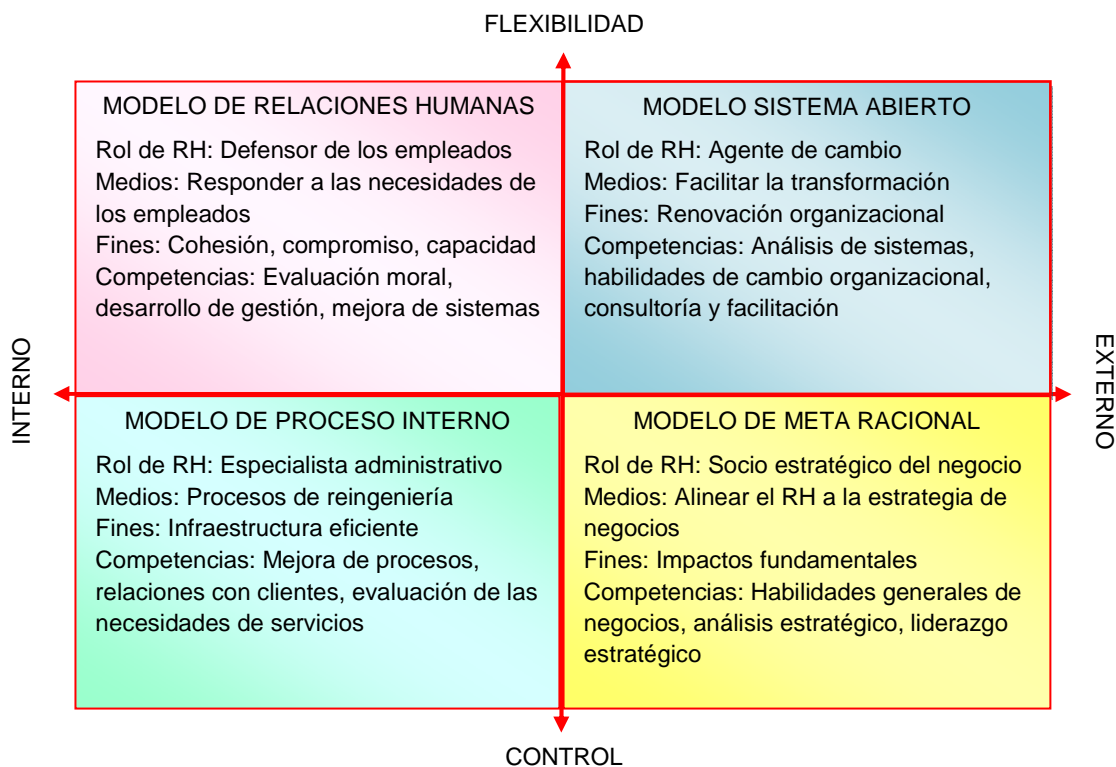 FLEXIBILIDAD
MODELO DE RELACIONES HUMANAS
Rol de RH: Defensor de los empleados
Medios: Responder a las necesidades de
los empleados
Fines: Cohesión, compromiso, capacidad
Competencias: Evaluación moral,
desarrollo de gestión, mejora de sistemas
MODELO SISTEMA ABIERTO
Rol de RH: Agente de cambio
Medios: Facilitar la transformación
Fines: Renovación organizacional
Competencias: Análisis de sistemas,
habilidades de cambio organizacional,
consultoría y facilitación
INTERNO
EXTERNO
MODELO DE PROCESO INTERNO
Rol de RH: Especialista administrativo
Medios: Procesos de reingeniería
Fines: Infraestructura eficiente
Competencias: Mejora de procesos,
relaciones con clientes, evaluación de las
necesidades de servicios
MODELO DE META RACIONAL
Rol de RH: Socio estratégico del negocio
Medios: Alinear el RH a la estrategia de
negocios
Fines: Impactos fundamentales
Competencias: Habilidades generales de
negocios, análisis estratégico, liderazgo
estratégico
CONTROL